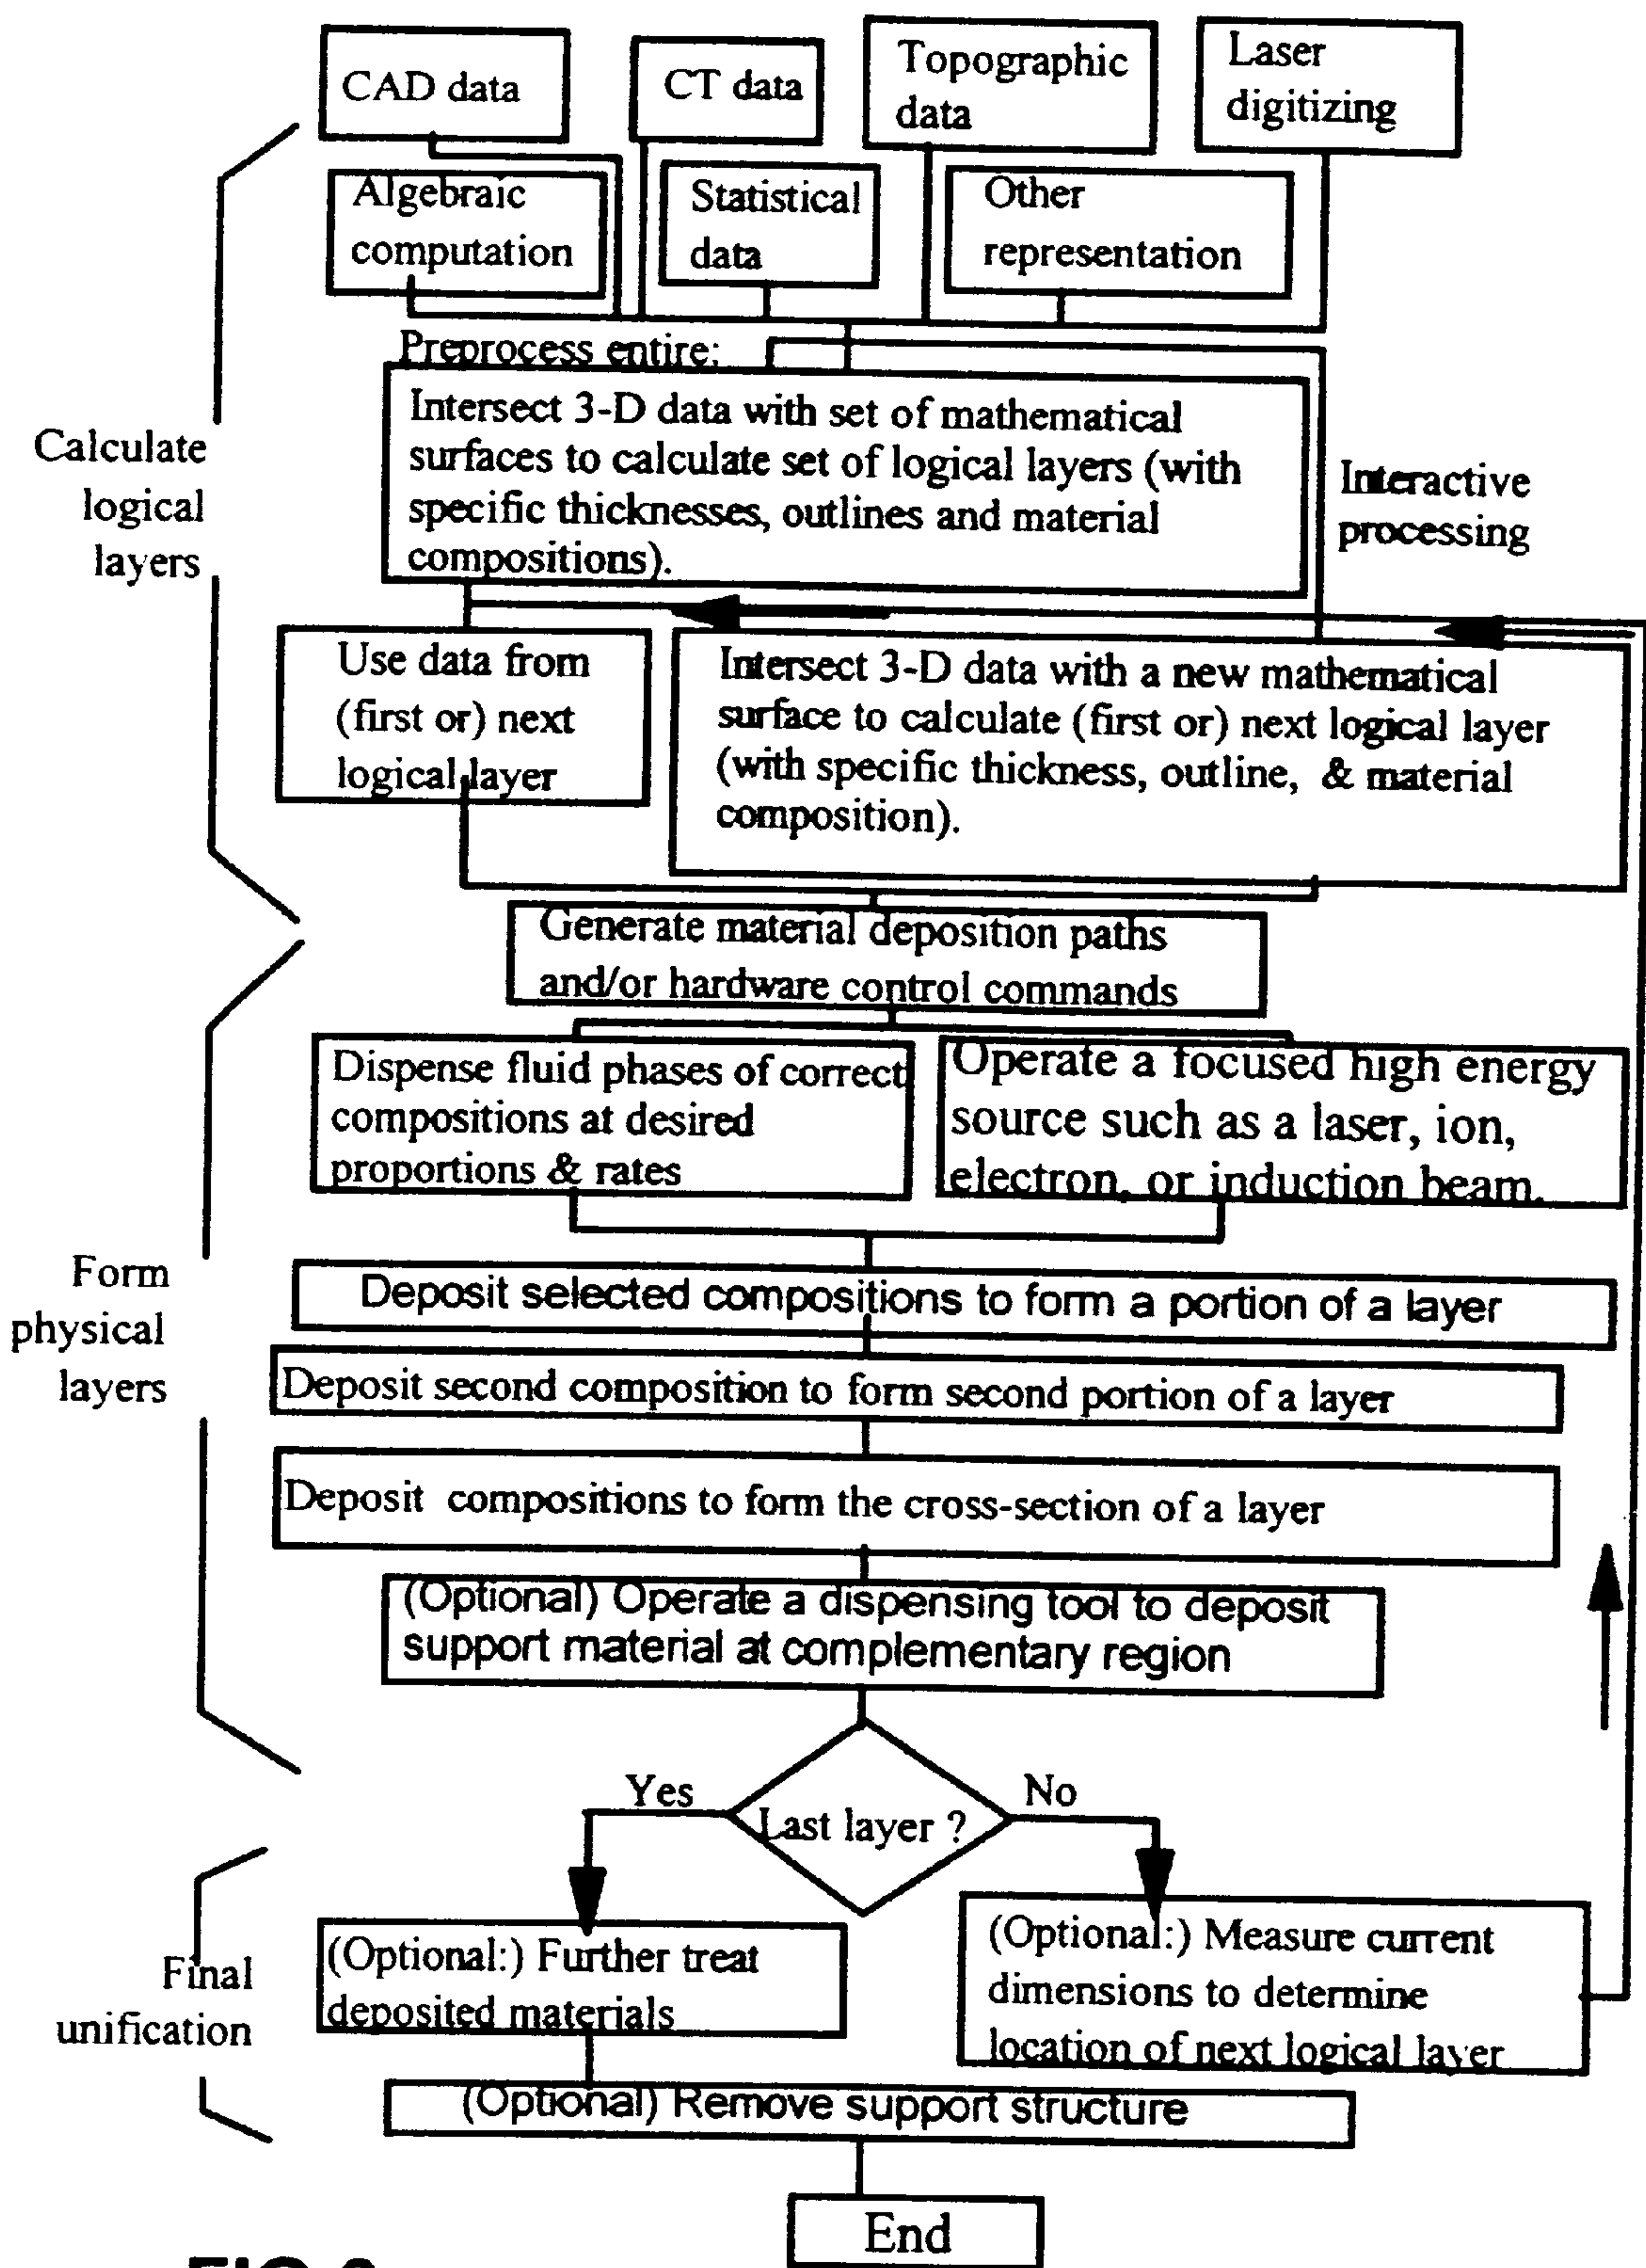 CAD data
CT data
Topographic
data
Laser
digitizing
Algebraic
computation
Statistical
data
Other
representation
Preprocess entire:
Intersect 3-D data with set of mathematical
surfaces to calculate set of logical layers (with
specific thicknesses, outlines and material
compositions).
Interactive
processing
Calculate
logical
layers
Use data from
(first or) next
logical layer
Intersect 3-D data with a new mathematical
surface to calculate (first or) next logical layer
(with specific thickness, outline, & material
composition).
Generate material deposition paths
and/or hardware control commands
Dispense fluid phases of correct
compositions at desired
proportions & rates
Operate a focused high energy
source such as a laser, ion,
electron, or induction beam.
Form
physical
layers
Deposit selected compositions to form a portion of a layer
Deposit second composition to form second portion of a layer
Deposit compositions to form the cross-section of a layer
(Optional) Operate a dispensing tool to deposit
support material at complementary region
Yes
No
Last layer ?
Final
unification
(Optional:) Further treat
deposited materials
(Optional:) Measure current
dimensions to determine
location of next logical layer
(Optional) Remove support structure
End